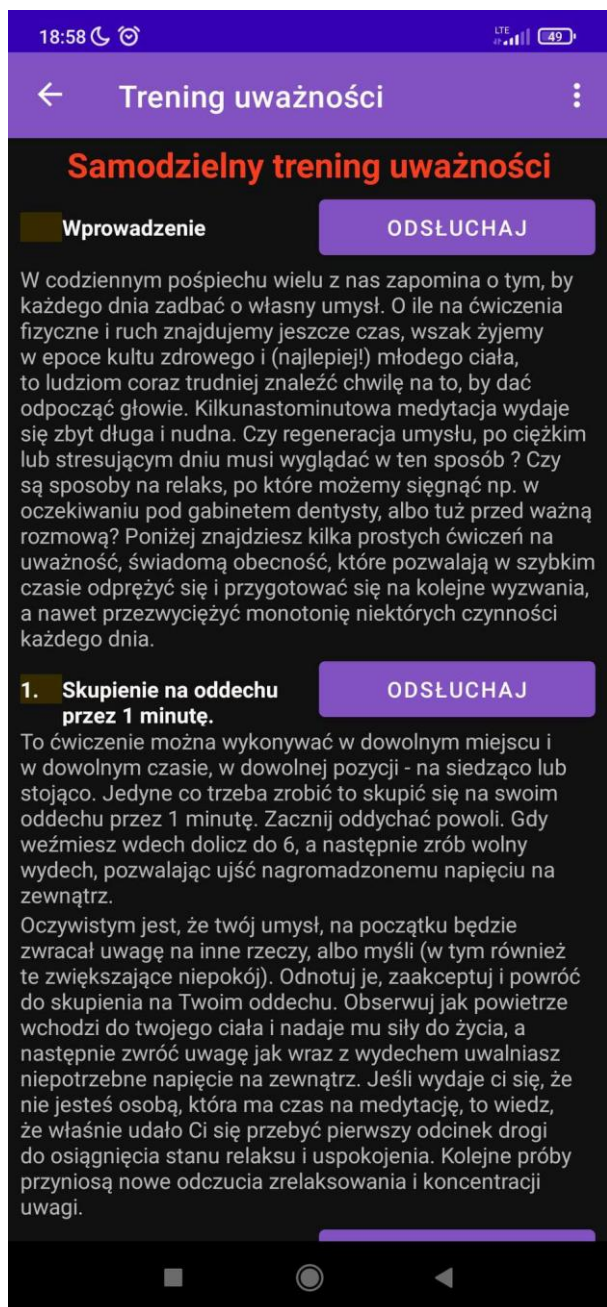 18:58
LTE
49
Trening uważności
Samodzielny trening uważności
Wprowadzenie
ODSŁUCHAJ
W codziennym pośpiechu wielu z nas zapomina o tym, by
każdego dnia zadbać o własny umysł. O ile na ćwiczenia
fizyczne i ruch znajdujemy jeszcze czas, wszak żyjemy
w epoce kultu zdrowego i (najlepiej!) młodego ciała,
to ludziom coraz trudniej znaleźć chwilę na to, by dać
odpocząć głowie. Kilkunastominutowa medytacja wydaje
się zbyt długa i nudna. Czy regeneracja umysłu, po ciężkim
lub stresującym dniu musi wyglądać w ten sposób ? Czy
są sposoby na relaks, po które możemy sięgnąć np. w
oczekiwaniu pod gabinetem dentysty, albo tuż przed ważną
rozmową? Poniżej znajdziesz kilka prostych ćwiczeń na
uważność, świadomą obecność, które pozwalają w szybkim
czasie odprężyć się i przygotować się na kolejne wyzwania,
a nawet przezwyciężyć monotonię niektórych czynności
każdego dnia.
1. Skupienie na oddechu
przez 1 minutę.
ODSŁUCHAJ
To ćwiczenie można wykonywać w dowolnym miejscu i
w dowolnym czasie, w dowolnej pozycji - na siedząco lub
stojąco. Jedyne co trzeba zrobić to skupić się na swoim
oddechu przez 1 minutę. Zacznij oddychać powoli. Gdy
weźmiesz wdech dolicz do 6, a następnie zrób wolny
wydech, pozwalając ujść nagromadzonemu napięciu na
zewnątrz.
Oczywistym jest, że twój umysł, na początku będzie
zwracał uwagę na inne rzeczy, albo myśli (w tym również
te zwiększające niepokój). Odnotuj je, zaakceptuj i powróć
do skupienia na Twoim oddechu. Obserwuj jak powietrze
wchodzi do twojego ciała i nadaje mu siły do życia, a
następnie zwróć uwagę jak wraz z wydechem uwalniasz
niepotrzebne napięcie na zewnątrz. Jeśli wydaje ci się, że
nie jesteś osobą, która ma czas na medytację, to wiedz,
że właśnie udało Ci się przebyć pierwszy odcinek drogi
do osiągnięcia stanu relaksu i uspokojenia. Kolejne próby
przyniosą nowe odczucia zrelaksowania i koncentracji
uwagi.